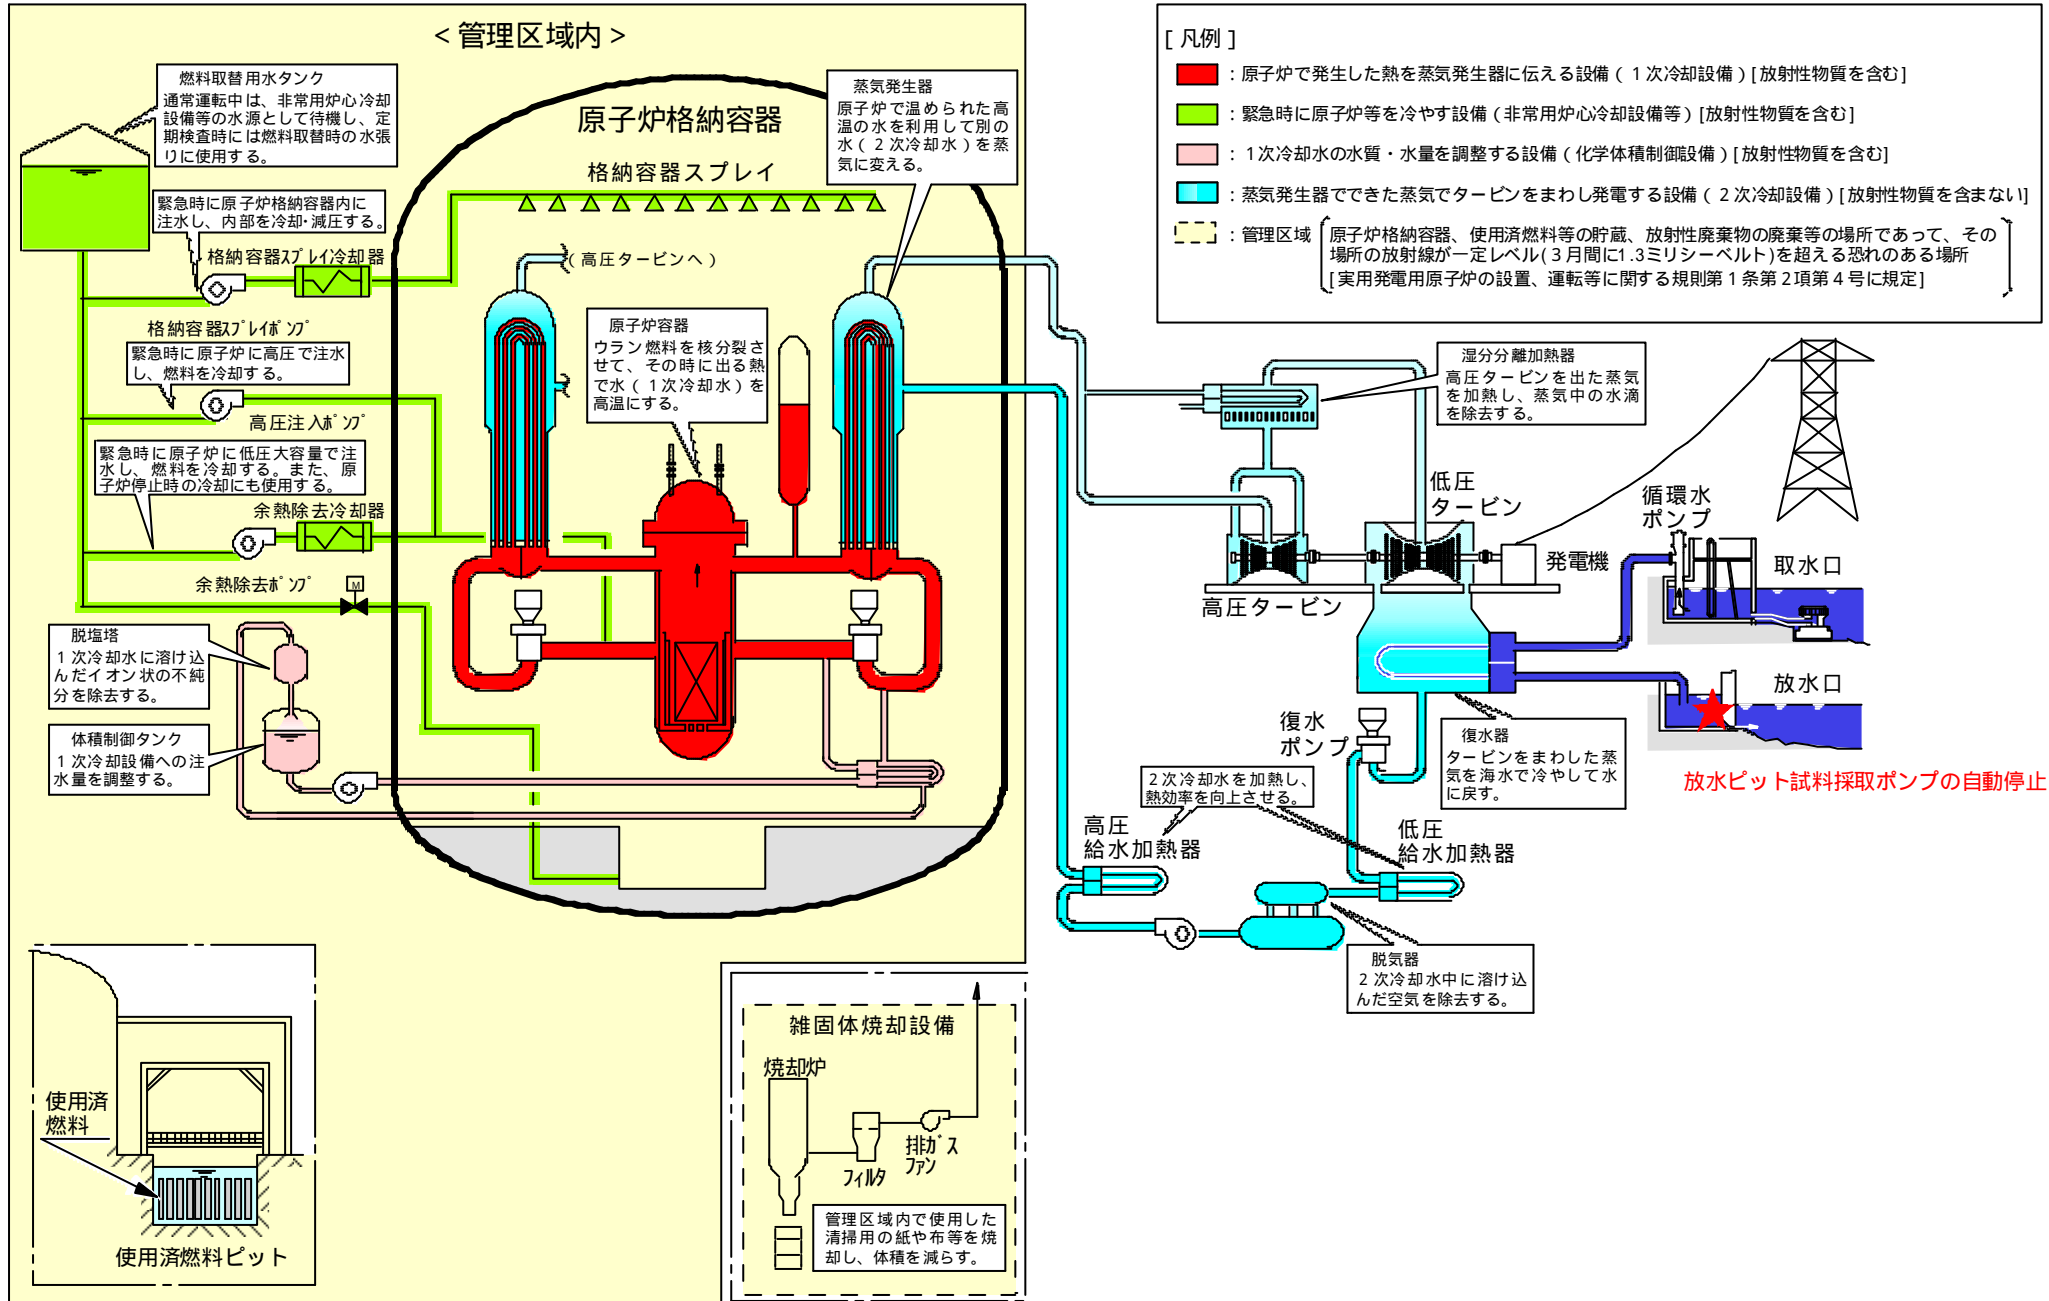 ＜管理区域内＞
燃料取替用水タンク
通常運転中は、非常用炉心冷却
設備等の水源として待機し、定
期検査時には燃料取替時の水張
りに使用する。
緊急時に原子炉格納容器内に
注水し、内部を冷却・減圧する。
格納容器ｽﾌﾟﾚｲ冷却器
格納容器ｽﾌﾟﾚｲﾎﾟﾝﾌﾟ
緊急時に原子炉に高圧で注水
し、燃料を冷却する。
高圧注入ﾎﾟﾝﾌﾟ
緊急時に原子炉に低圧大容量で注
水し、燃料を冷却する。また、原
子炉停止時の冷却にも使用する。
余熱除去冷却器
余熱除去ﾎﾟﾝﾌﾟ
M
脱塩塔
１次冷却水に溶け込
んだイオン状の不純
分を除去する。
体積制御タンク
１次冷却設備への注
水量を調整する。
原子炉格納容器
格納容器スプレイ
蒸気発生器
原子炉で温められた高
温の水を利用して別の
水（２次冷却水）を蒸
気に変える。
（高圧タービンへ）
原子炉容器
ウラン燃料を核分裂さ
せて、その時に出る熱
で水（１次冷却水）を
高温にする。
使用済
燃料
使用済燃料ピット
雑固体焼却設備
焼却炉
フィルタ
排ガス
ファン
管理区域内で使用した
清掃用の紙や布等を焼
却し、体積を減らす。
[凡例]
：原子炉で発生した熱を蒸気発生器に伝える設備（１次冷却設備）[放射性物質を含む]
：緊急時に原子炉等を冷やす設備（非常用炉心冷却設備等）[放射性物質を含む]
：１次冷却水の水質・水量を調整する設備（化学体積制御設備）[放射性物質を含む]
：蒸気発生器でできた蒸気でタービンをまわし発電する設備（２次冷却設備）[放射性物質を含まない]
：管理区域
原子炉格納容器、使用済燃料等の貯蔵、放射性廃棄物の廃棄等の場所であって、その
場所の放射線が一定レベル(３月間に1.3ミリシーベルト)を超える恐れのある場所
[実用発電用原子炉の設置、運転等に関する規則第１条第２項第４号に規定]
湿分分離加熱器
高圧タービンを出た蒸気
を加熱し、蒸気中の水滴
を除去する。
低圧
タービン
高圧タービン
発電機
循環水
ポンプ
取水口
放水口
放水ピット試料採取ポンプの自動停止
復水
ポンプ
復水器
タービンをまわした蒸
気を海水で冷やして水
に戻す。
２次冷却水を加熱し、
熱効率を向上させる。
高圧
給水加熱器
低圧
給水加熱器
脱気器
２次冷却水中に溶け込
んだ空気を除去する。